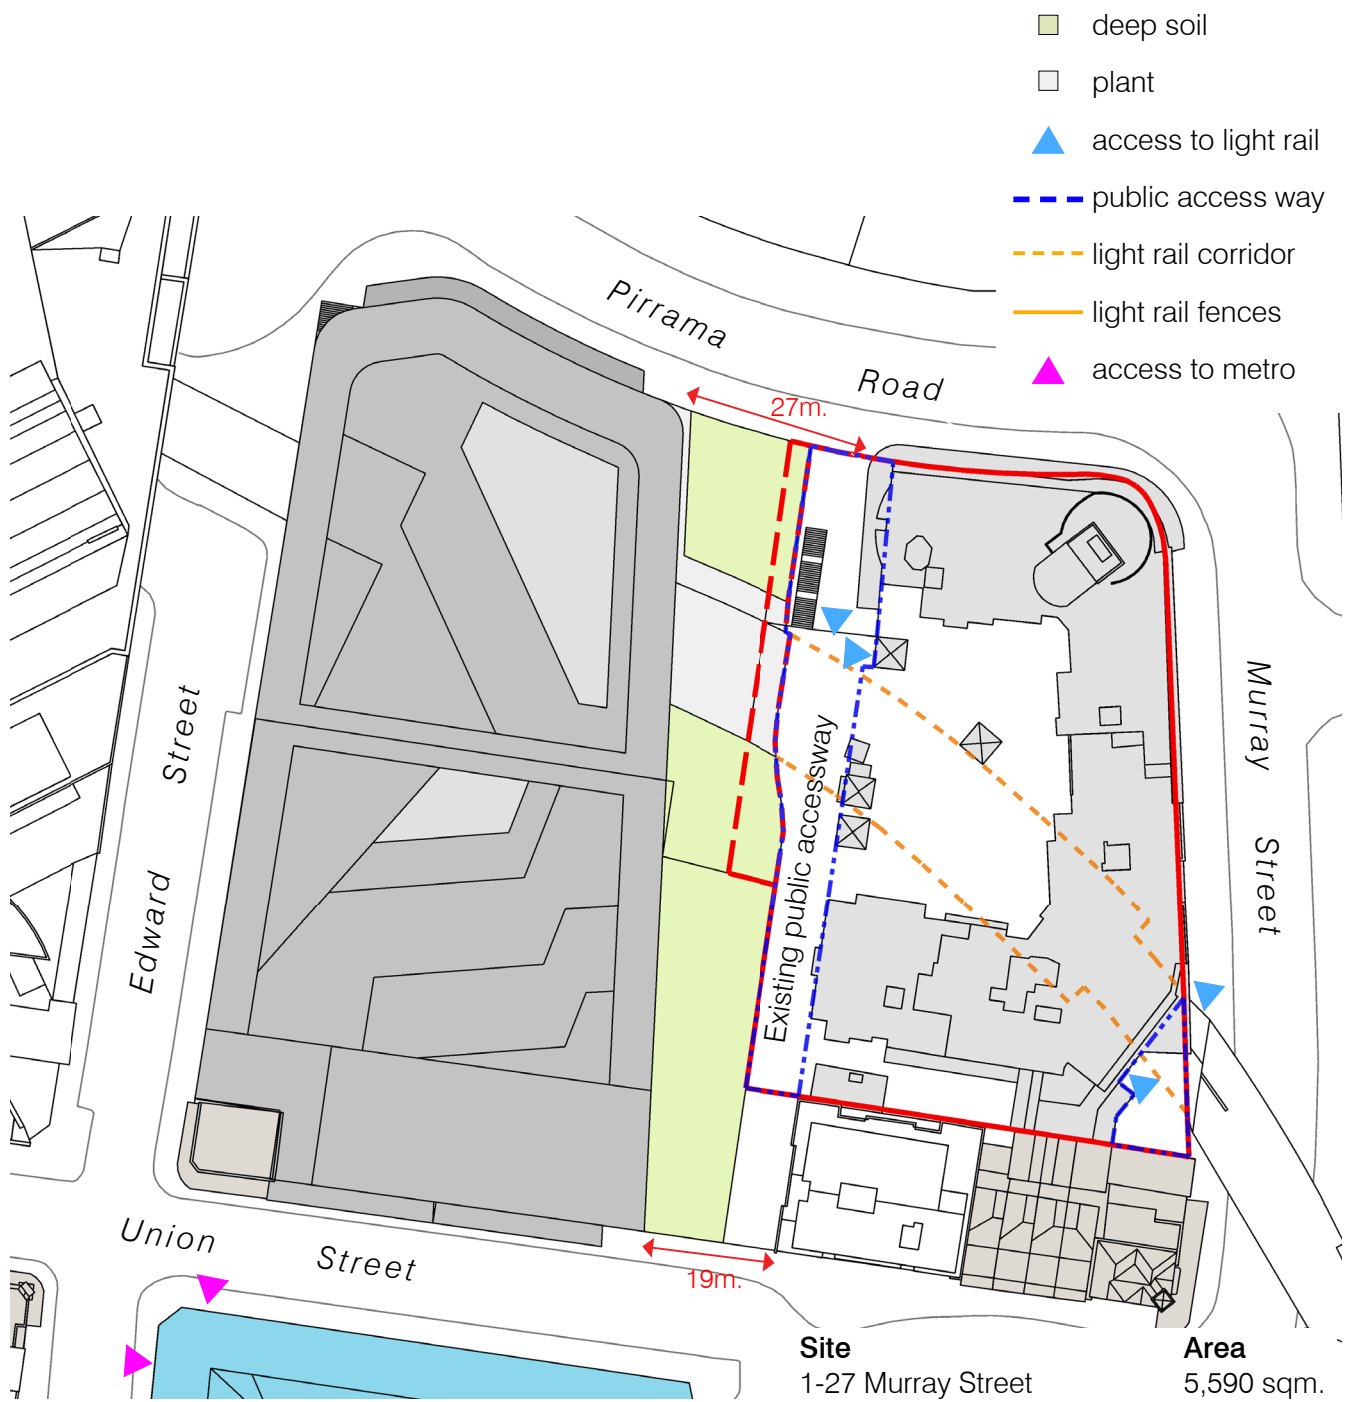 deep soil
plant
access to light rail
public access way
light rail corridor
light rail fences
access to metro
Pirrama
Road
27m.
Murray
Street
Edward
Street
Existing public accessway
Union
Street
19m.
Site
Area
1-27 Murray Street
5,590 sqm.